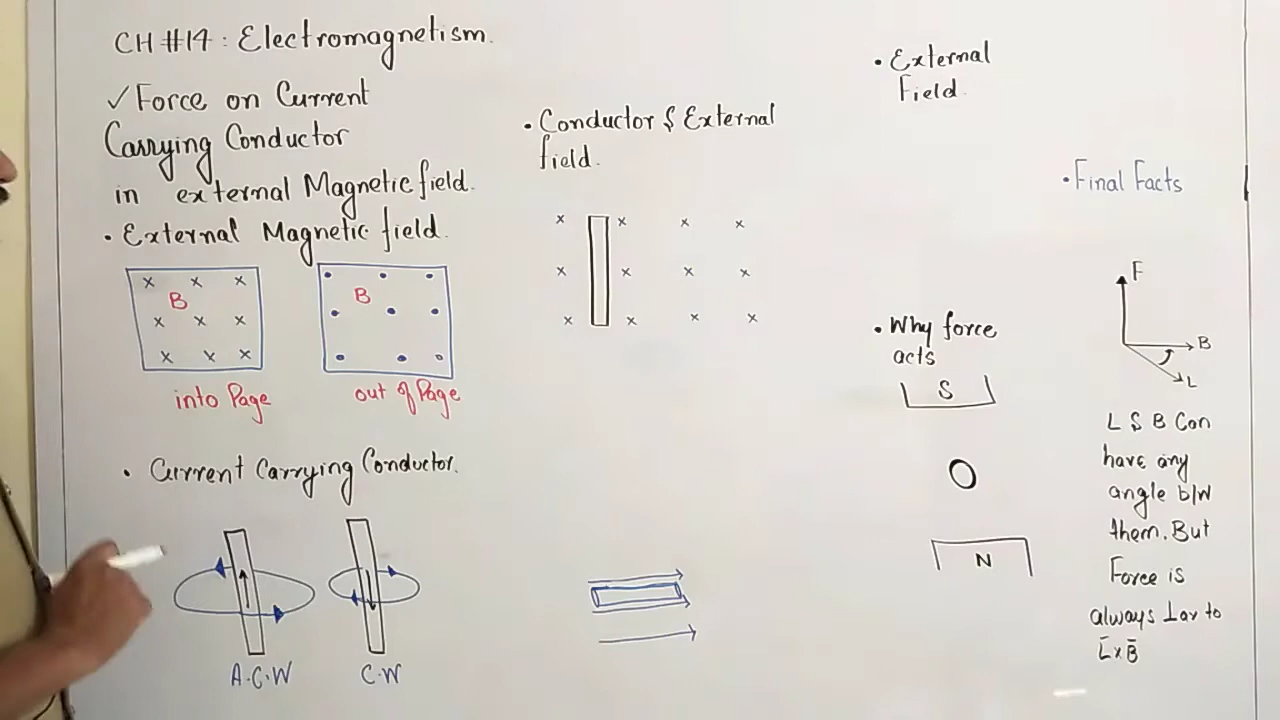 CH #14 : Electromagnetism.
✓ Force on Current
Carrying Conductor
in external Magnetic field.
• External Magnetic field.
x x x
B
x x x
x x x
into Page
B
out of Page
• Current Carrying Conductor.
A.C.W
C.W
• Conductor & External
field.
x x x x
x x x x
x x x x
• External
Field.
• Why force
acts
S
N
• Final Facts
F
B
L
L & B Can
have any
angle b/w
them. But
Force is
always ⊥ar to
L̄ x B̄